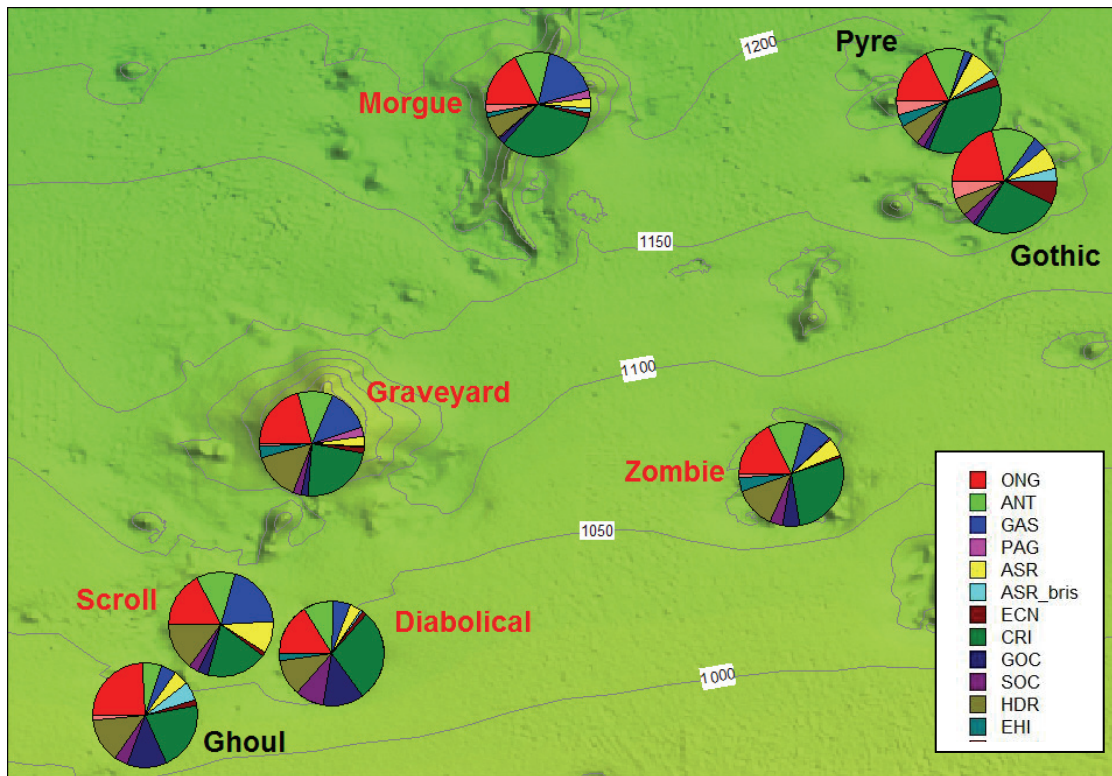 1200
Pyre
Morgue
Gothic
1150
1100
Graveyard
Zombie
1050
Scroll
Diabolical
1000
Ghoul
ONG
ANT
GAS
PAG
ASR
ASR_bris
ECN
CRI
GOC
SOC
HDR
EHI